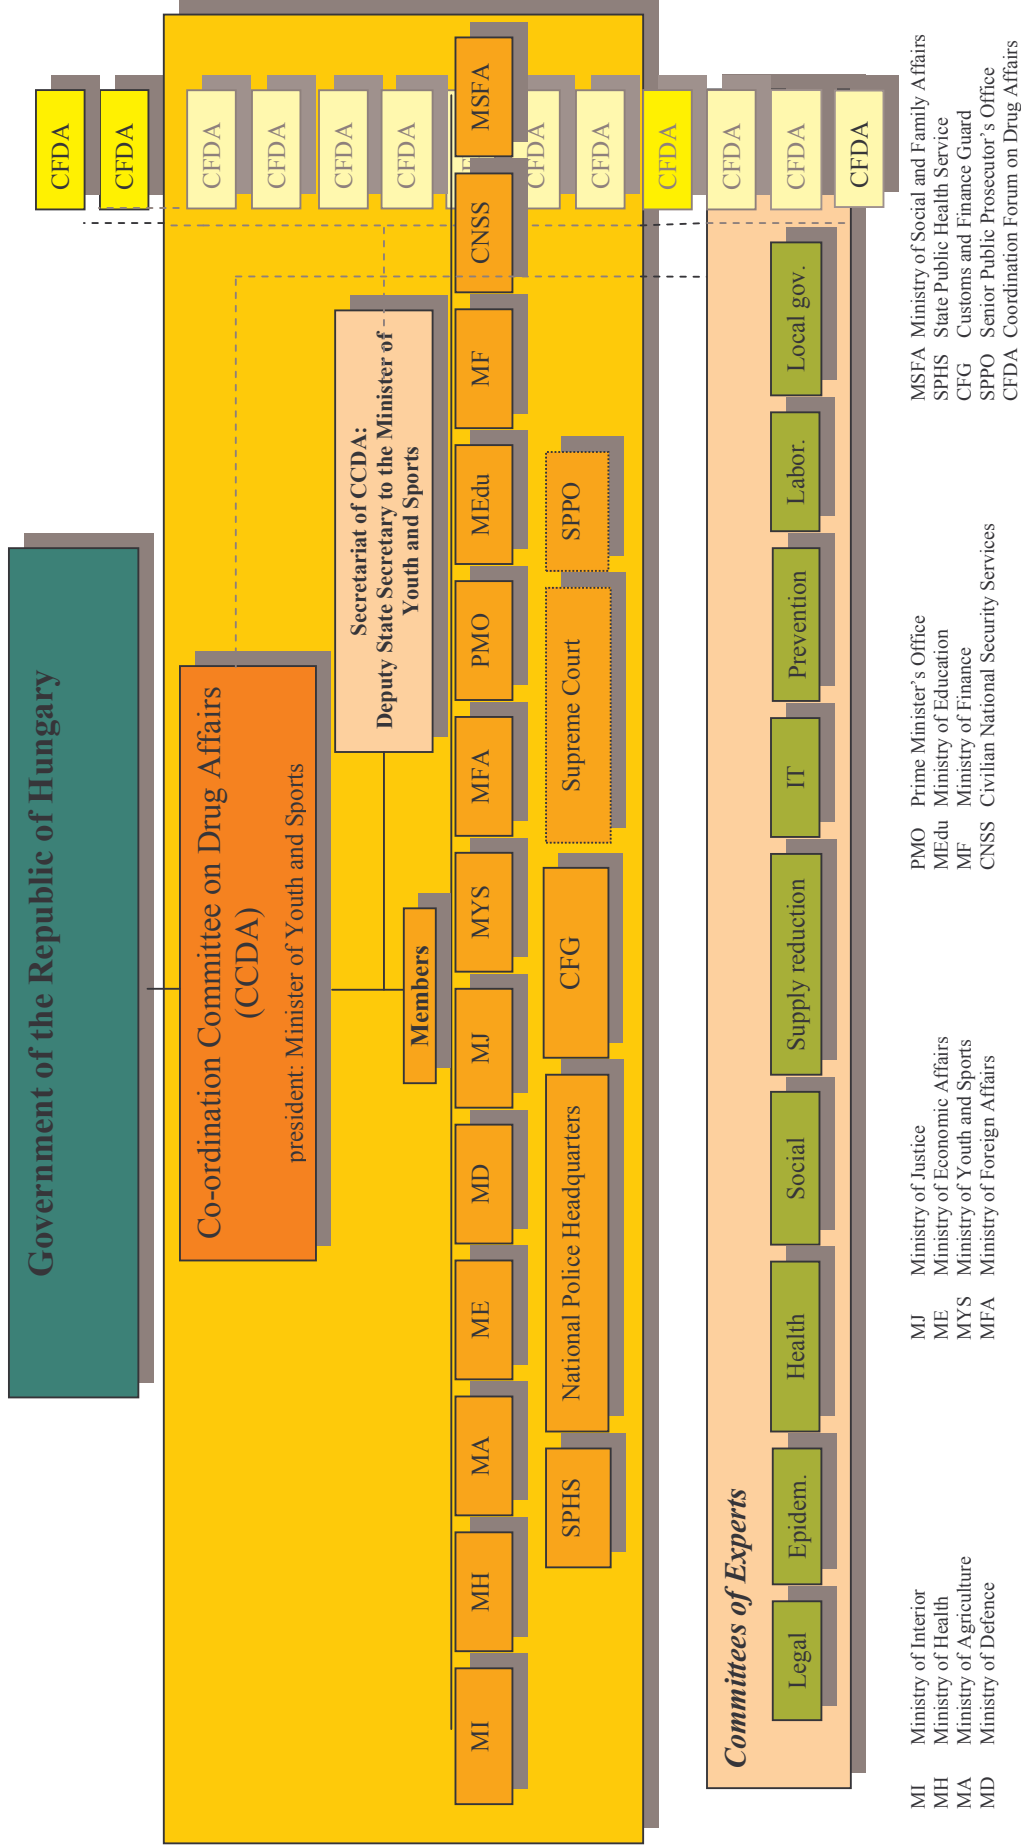 Government of the Republic of Hungary
CFDA
CFDA
Co-ordination Committee on Drug Affairs
(CCDA)
president: Minister of Youth and Sports
CFDA
CFDA
CFDA
Secretariat of CCDA:
Deputy State Secretary to the Minister of
Youth and Sports
CFDA
Members
MI
MH
MA
ME
MD
MJ
MYS
MFA
PMO
MEdu
MF
CNSS
MSFA
CFDA
SPHS
National Police Headquarters
CFG
Supreme Court
SPPO
CFDA
CFDA
Committees of Experts
CFDA
Legal
Epidem.
Health
Social
Supply reduction
IT
Prevention
Labor.
Local gov.
CFDA
CFDA
MI Ministry of Interior
MH Ministry of Health
MA Ministry of Agriculture
MD Ministry of Defence
MJ Ministry of Justice
ME Ministry of Economic Affairs
MYS Ministry of Youth and Sports
MFA Ministry of Foreign Affairs
PMO Prime Minister's Office
MEdu Ministry of Education
MF Ministry of Finance
CNSS Civilian National Security Services
MSFA Ministry of Social and Family Affairs
SPHS State Public Health Service
CFG Customs and Finance Guard
SPPO Senior Public Prosecutor's Office
CFDA Coordination Forum on Drug Affairs